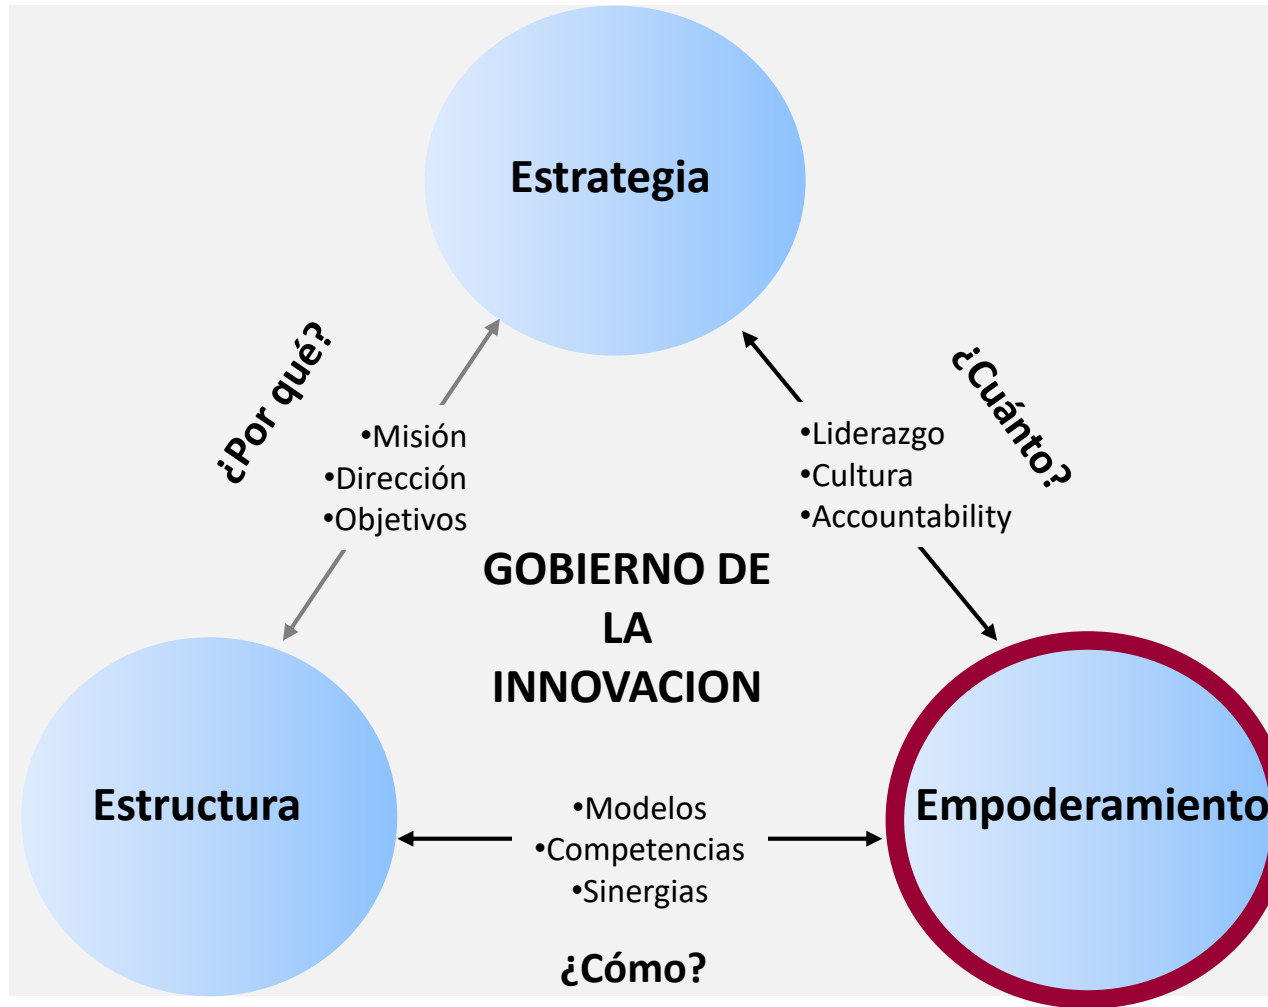 Estrategia
¿Por qué?
¿Cuánto?
•Misión
•Dirección
•Objetivos
•Liderazgo
•Cultura
•Accountability
GOBIERNO DE
LA
INNOVACION
Estructura
•Modelos
•Competencias
•Sinergias
Empoderamiento
¿Cómo?